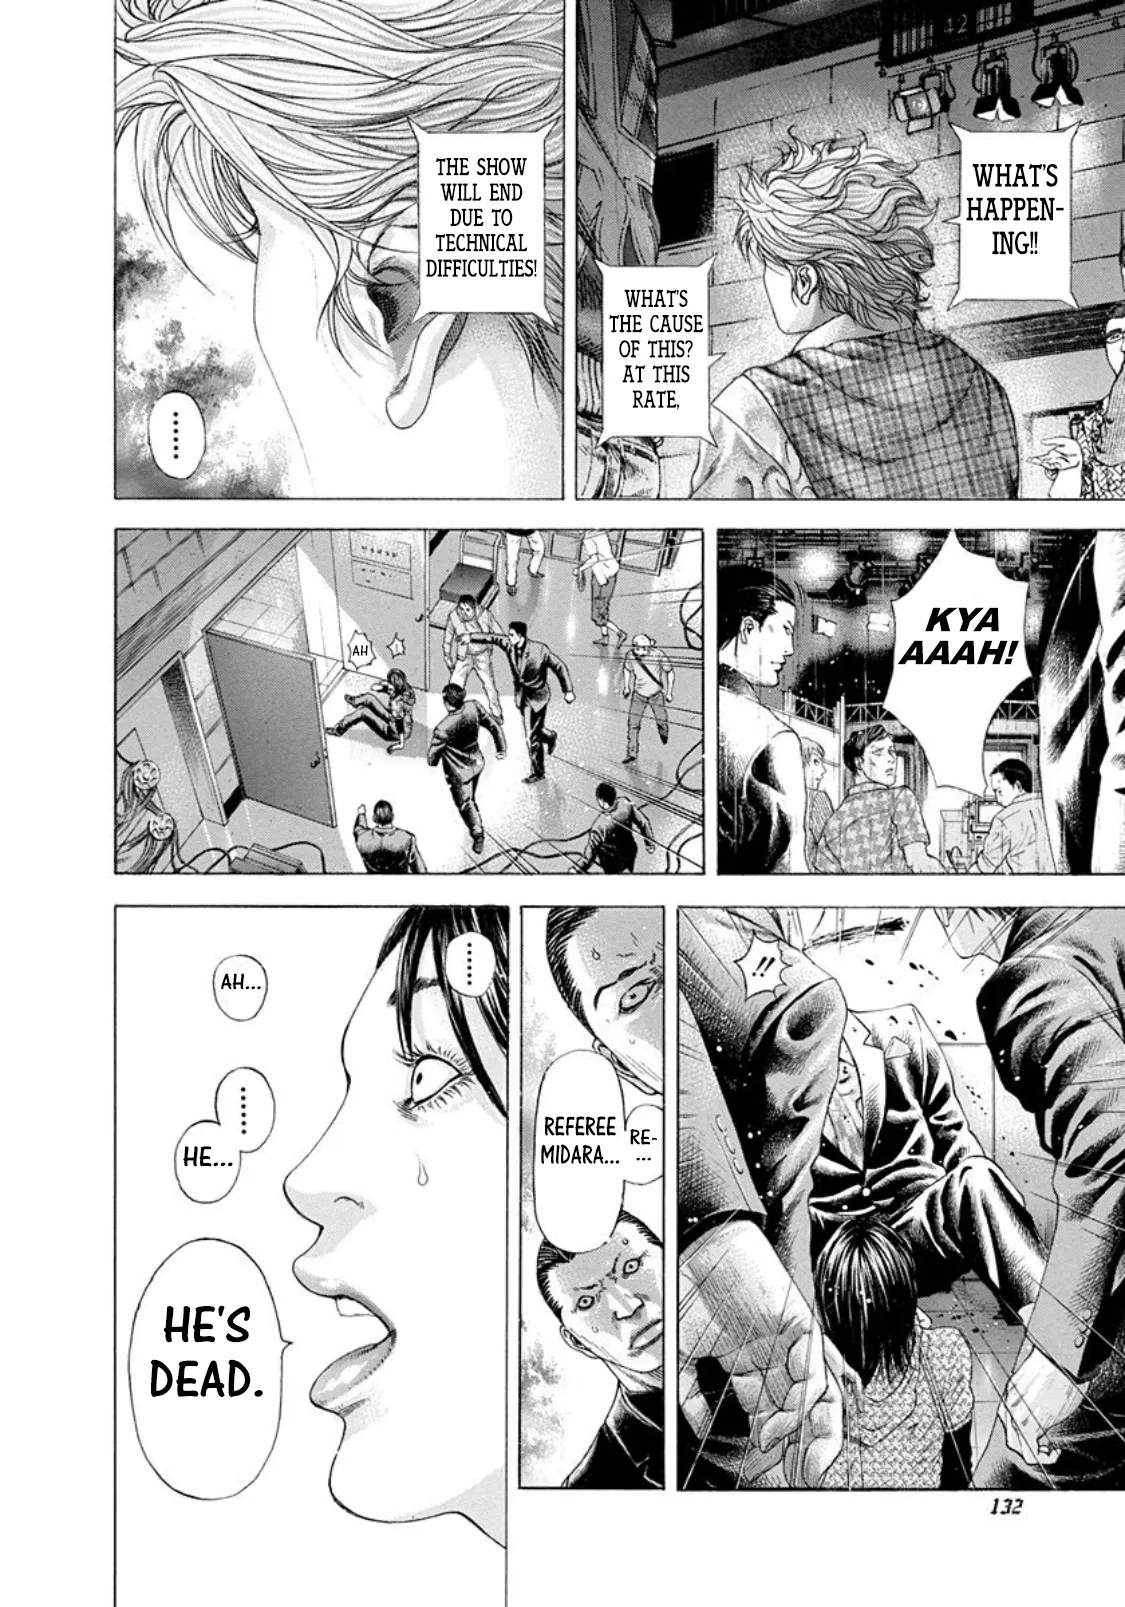 42
WHAT'S
HAPPEN-
ING!!
WHAT'S
THE CAUSE
OF THIS?
AT THIS
RATE,
THE SHOW
WILL END
DUE TO
TECHNICAL
DIFFICULTIES!
......
KYA
AAAH!
AH
!!
RE-
...
REFEREE
MIDARA...
......
AH...
......
HE...
HE'S
DEAD.
132